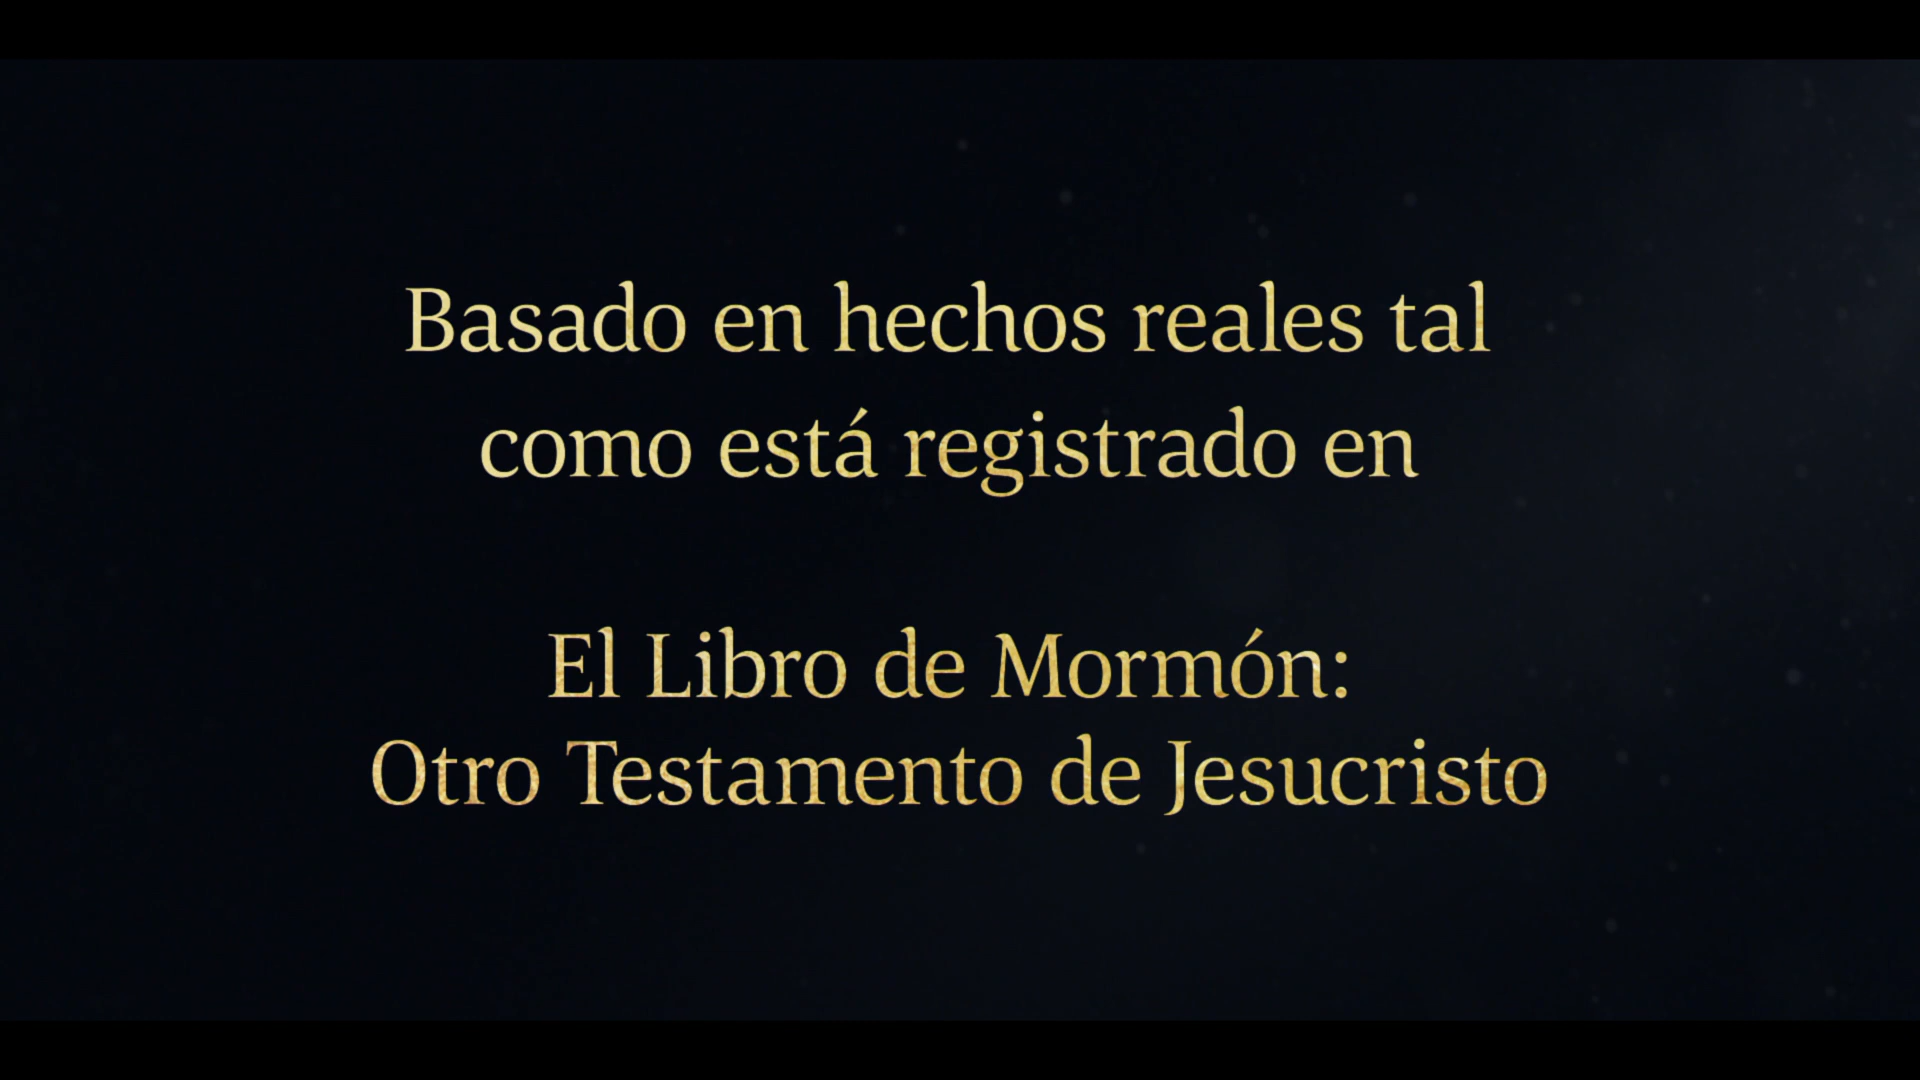 Basado en hechos reales tal
como está registrado en
El Libro de Mormón:
Otro Testamento de Jesucristo